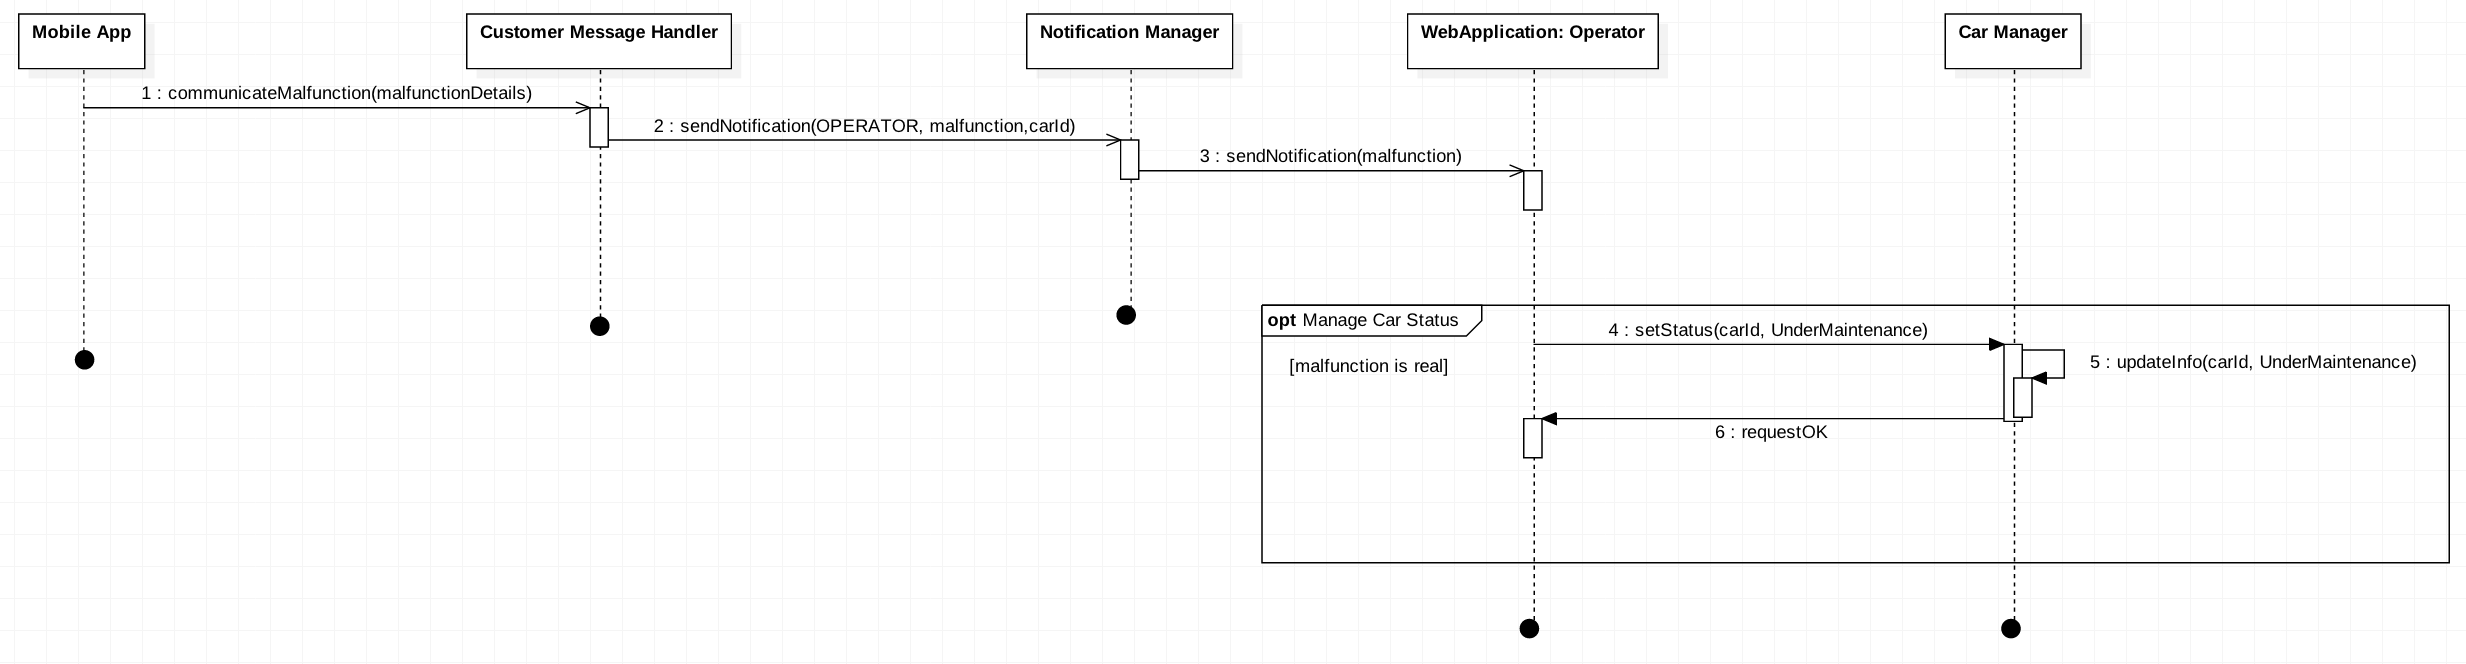 Mobile App
Customer Message Handler
Notification Manager
WebApplication: Operator
Car Manager
1 : communicateMalfunction(malfunctionDetails)
2 : sendNotification(OPERATOR, malfunction,carId)
3 : sendNotification(malfunction)
opt Manage Car Status
4 : setStatus(carId, UnderMaintenance)
[malfunction is real]
5 : updateInfo(carId, UnderMaintenance)
6 : requestOK